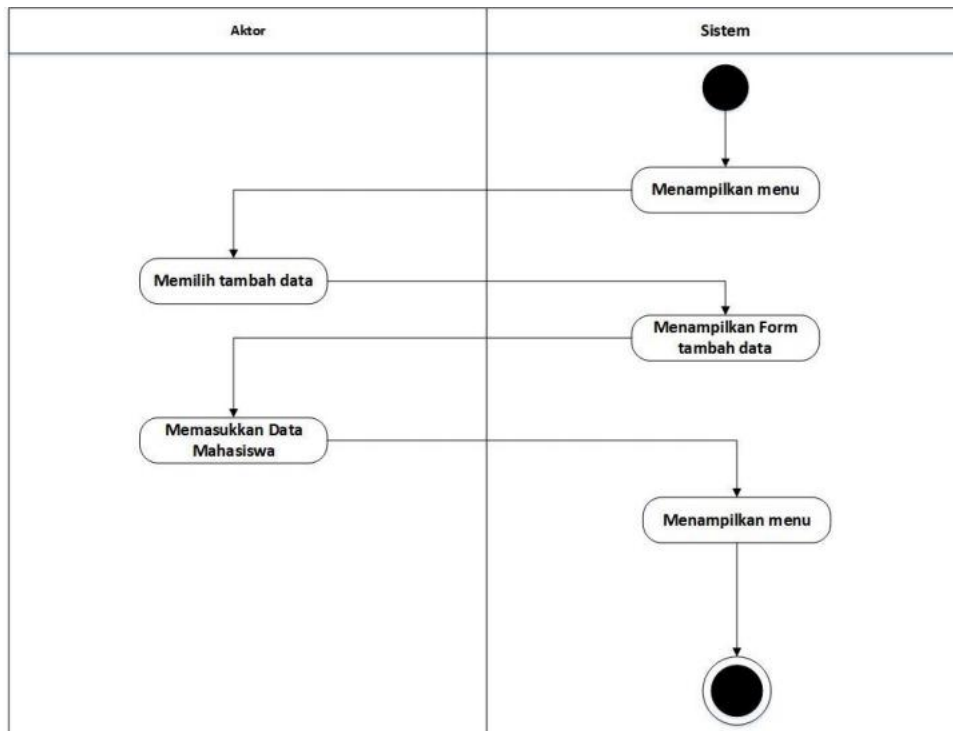 Aktor
Sistem
Menampilkan menu
Memilih tambah data
Menampilkan Form
tambah data
Memasukkan Data
Mahasiswa
Menampilkan menu